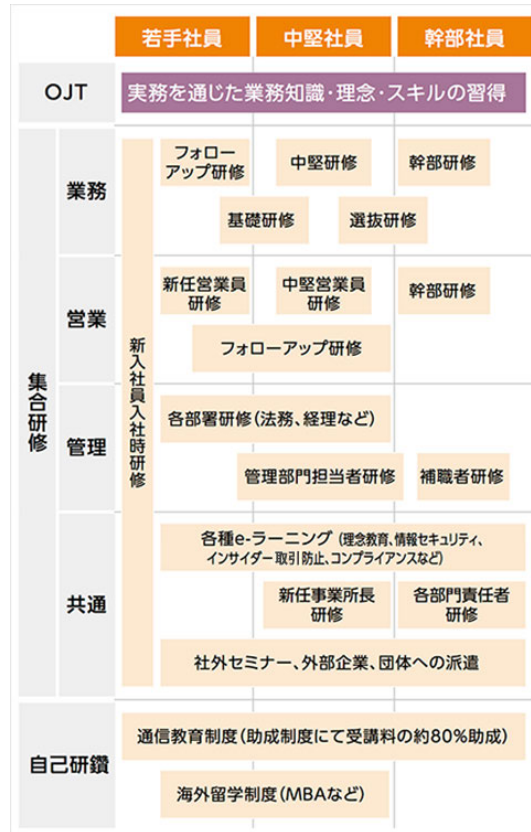 若手社員
中堅社員
幹部社員
OJT
実務を通じた業務知識・理念・スキルの習得
集合研修
新入社員入社時研修
業務
フォロー
アップ研修
中堅研修
幹部研修
基礎研修
選抜研修
営業
新任営業員
研修
中堅営業員
研修
幹部研修
フォローアップ研修
管理
各部署研修(法務、経理など)
管理部門担当者研修
補職者研修
共通
各種e-ラーニング(理念教育、情報セキュリティ、
インサイダー取引防止、コンプライアンスなど)
新任事業所長
研修
各部門責任者
研修
社外セミナー、外部企業、団体への派遣
自己研鑽
通信教育制度(助成制度にて受講料の約80%助成)
海外留学制度(MBAなど)